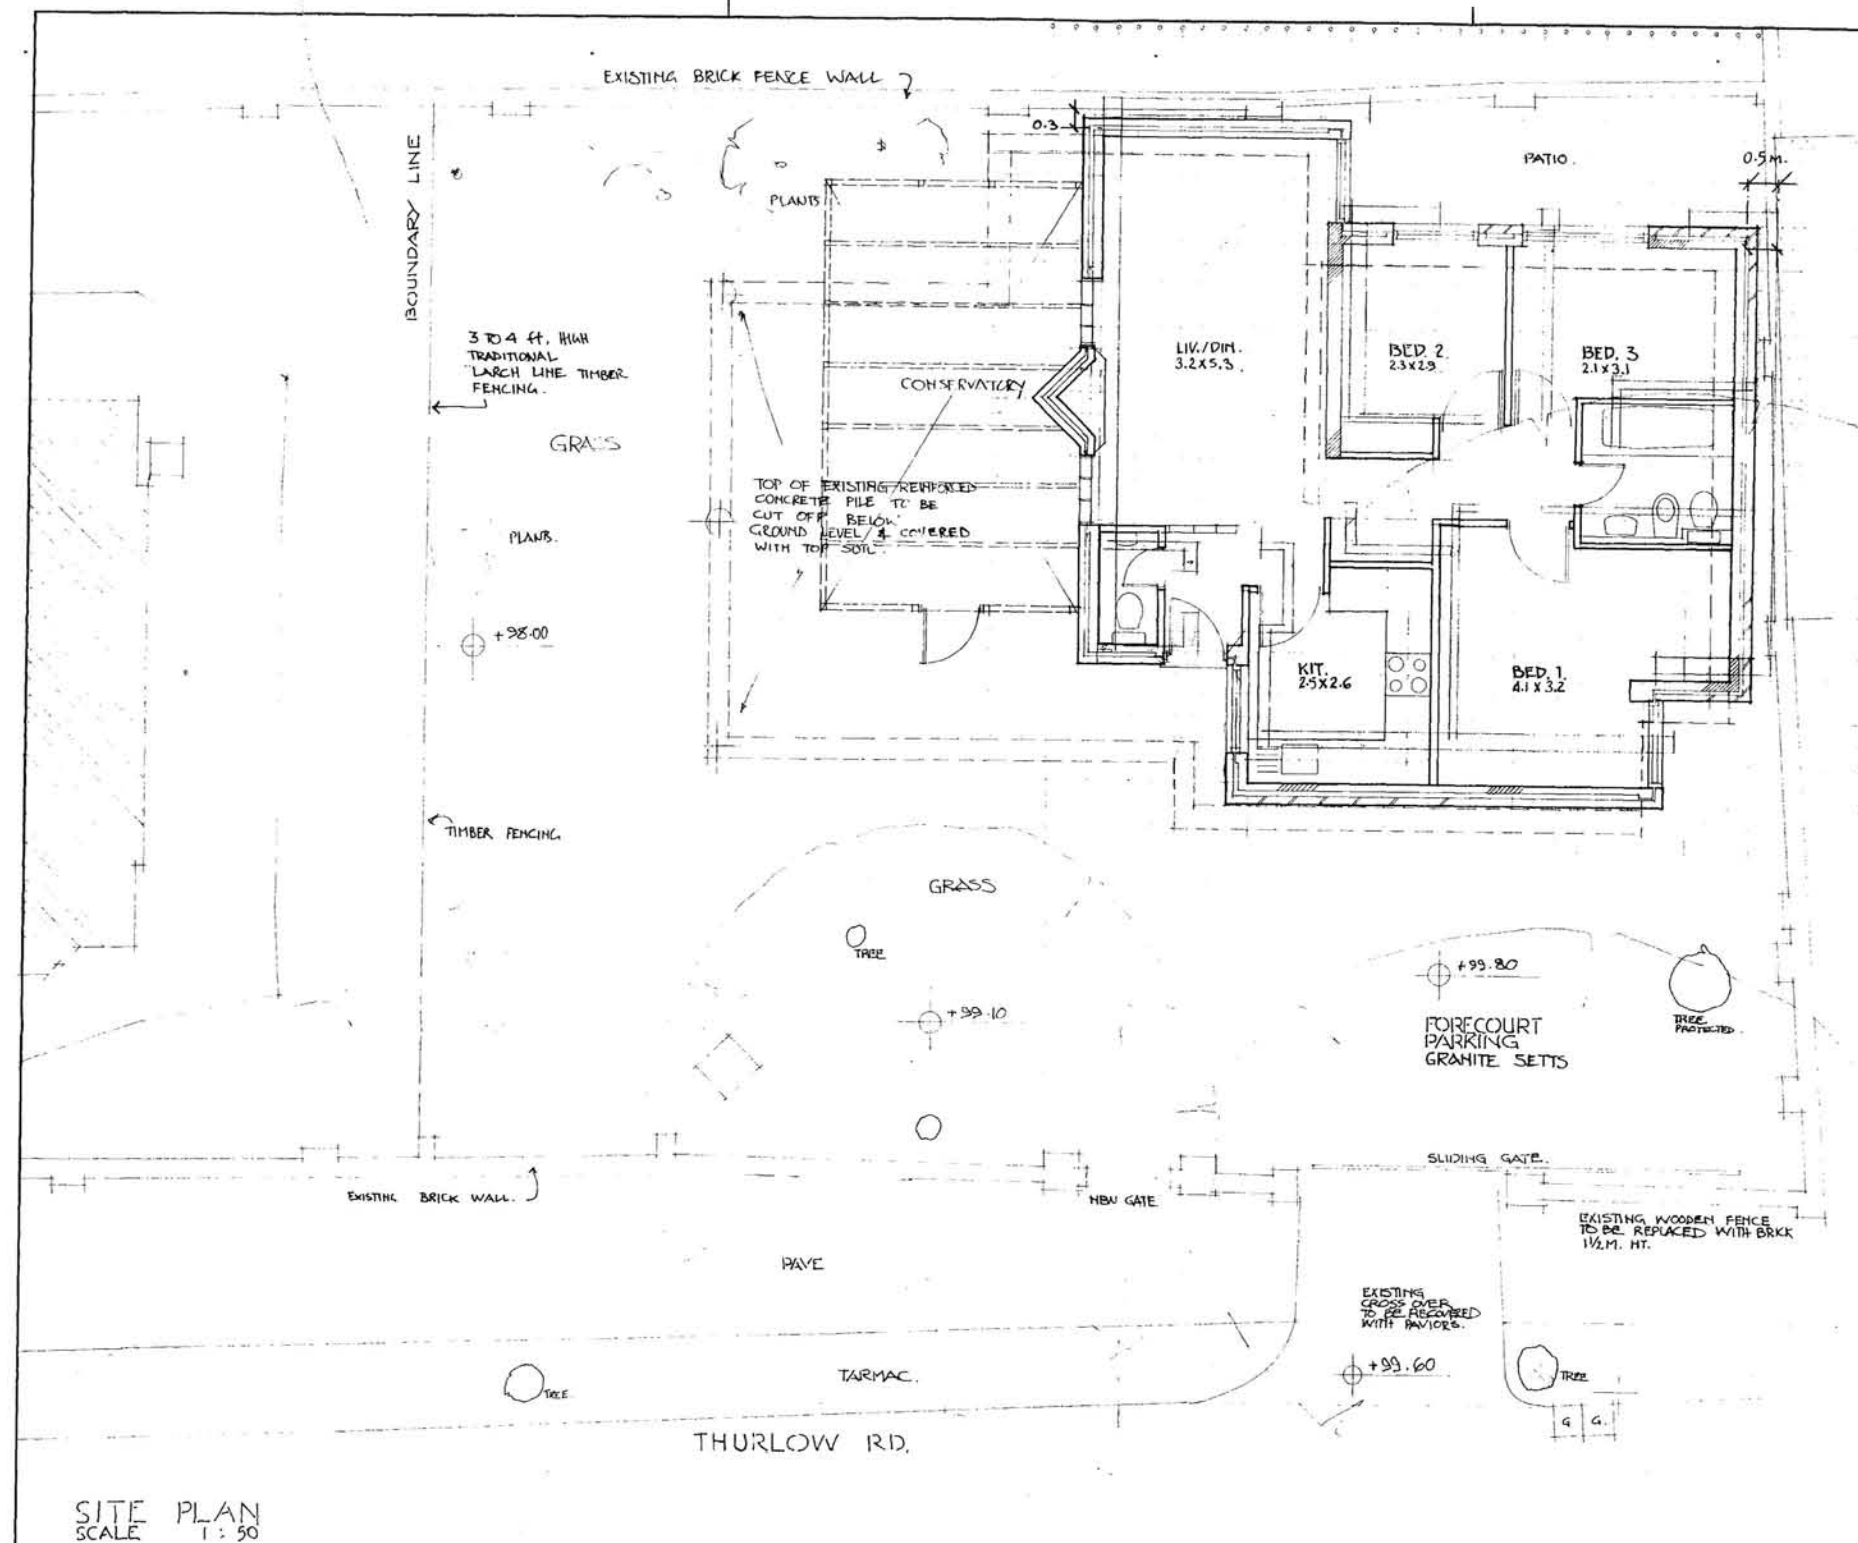 EXISTING BRICK FENCE WALL
0.3
PATIO.
0.5M.
BOUNDARY LINE
PLANTS
3 TO 4 ft. HIGH
TRADITIONAL
LARCH LINE TIMBER
FENCING.
LIV./DIN.
3.2X5.3.
BED. 2.
2.3X2.9
BED. 3
2.1X3.1
CONSERVATORY
GRASS
TOP OF EXISTING REINFORCED
CONCRETE PILE TO BE
CUT OFF BELOW
GROUND LEVEL/ & COVERED
WITH TOP SOIL.
PLANTS.
+98.00
KIT.
2.5X2.6
BED. 1.
4.1 X 3.2
TIMBER FENCING
GRASS
TREE
+99.10
+99.80
FORECOURT
PARKING
GRANITE SETTS
TREE
PROTECTED.
SLIDING GATE.
EXISTING BRICK WALL.
NEW GATE
EXISTING WOODEN FENCE
TO BE REPLACED WITH BRICK
1½M. HT.
PAVE
EXISTING
CROSS OVER
TO BE RECOVERED
WITH PAVIORS.
+99.60
TARMAC.
TREE
TREE
G G.
THURLOW RD.
SITE PLAN
SCALE 1:50